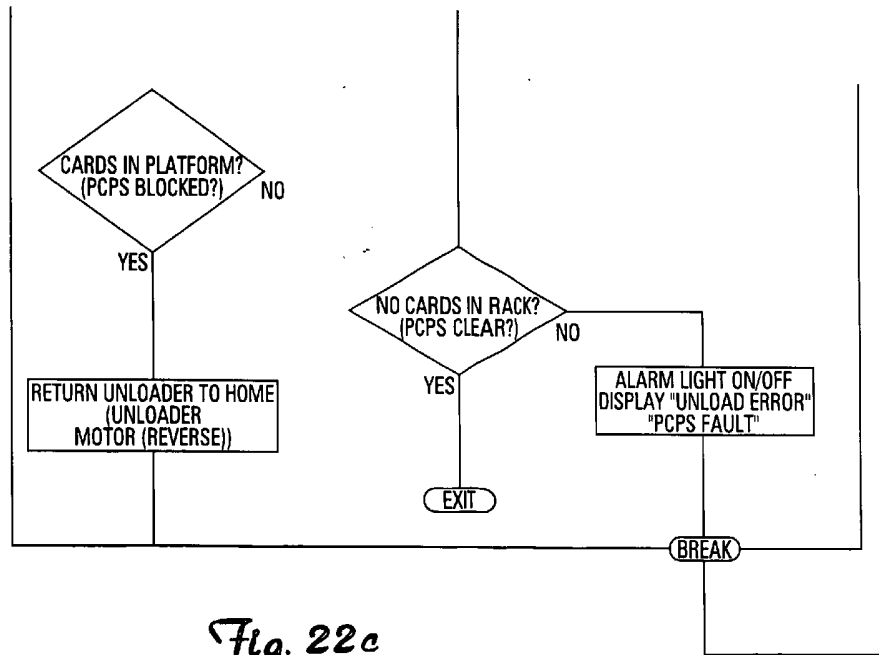 CARDS IN PLATFORM?
(PCPS BLOCKED?)
NO
YES
RETURN UNLOADER TO HOME
(UNLOADER
MOTOR (REVERSE))
NO CARDS IN RACK?
(PCPS CLEAR?)
NO
YES
EXIT
ALARM LIGHT ON/OFF
DISPLAY "UNLOAD ERROR"
"PCPS FAULT"
BREAK
Fig. 22c